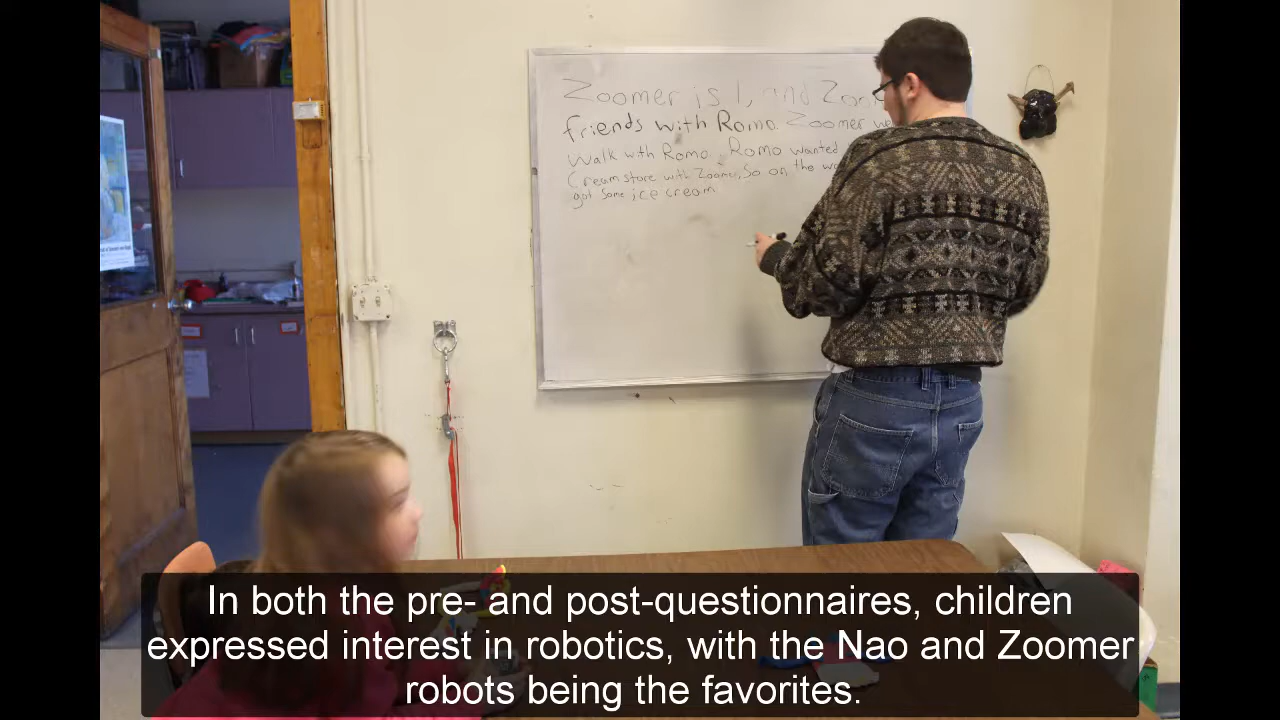 Zoomer is 1, and Zoo
friends with Romo. Zoomer we
Walk with Romo. Romo wanted
Cream store with Zoomer, So on the wa
got some ice cream
In both the pre- and post-questionnaires, children
expressed interest in robotics, with the Nao and Zoomer
robots being the favorites.